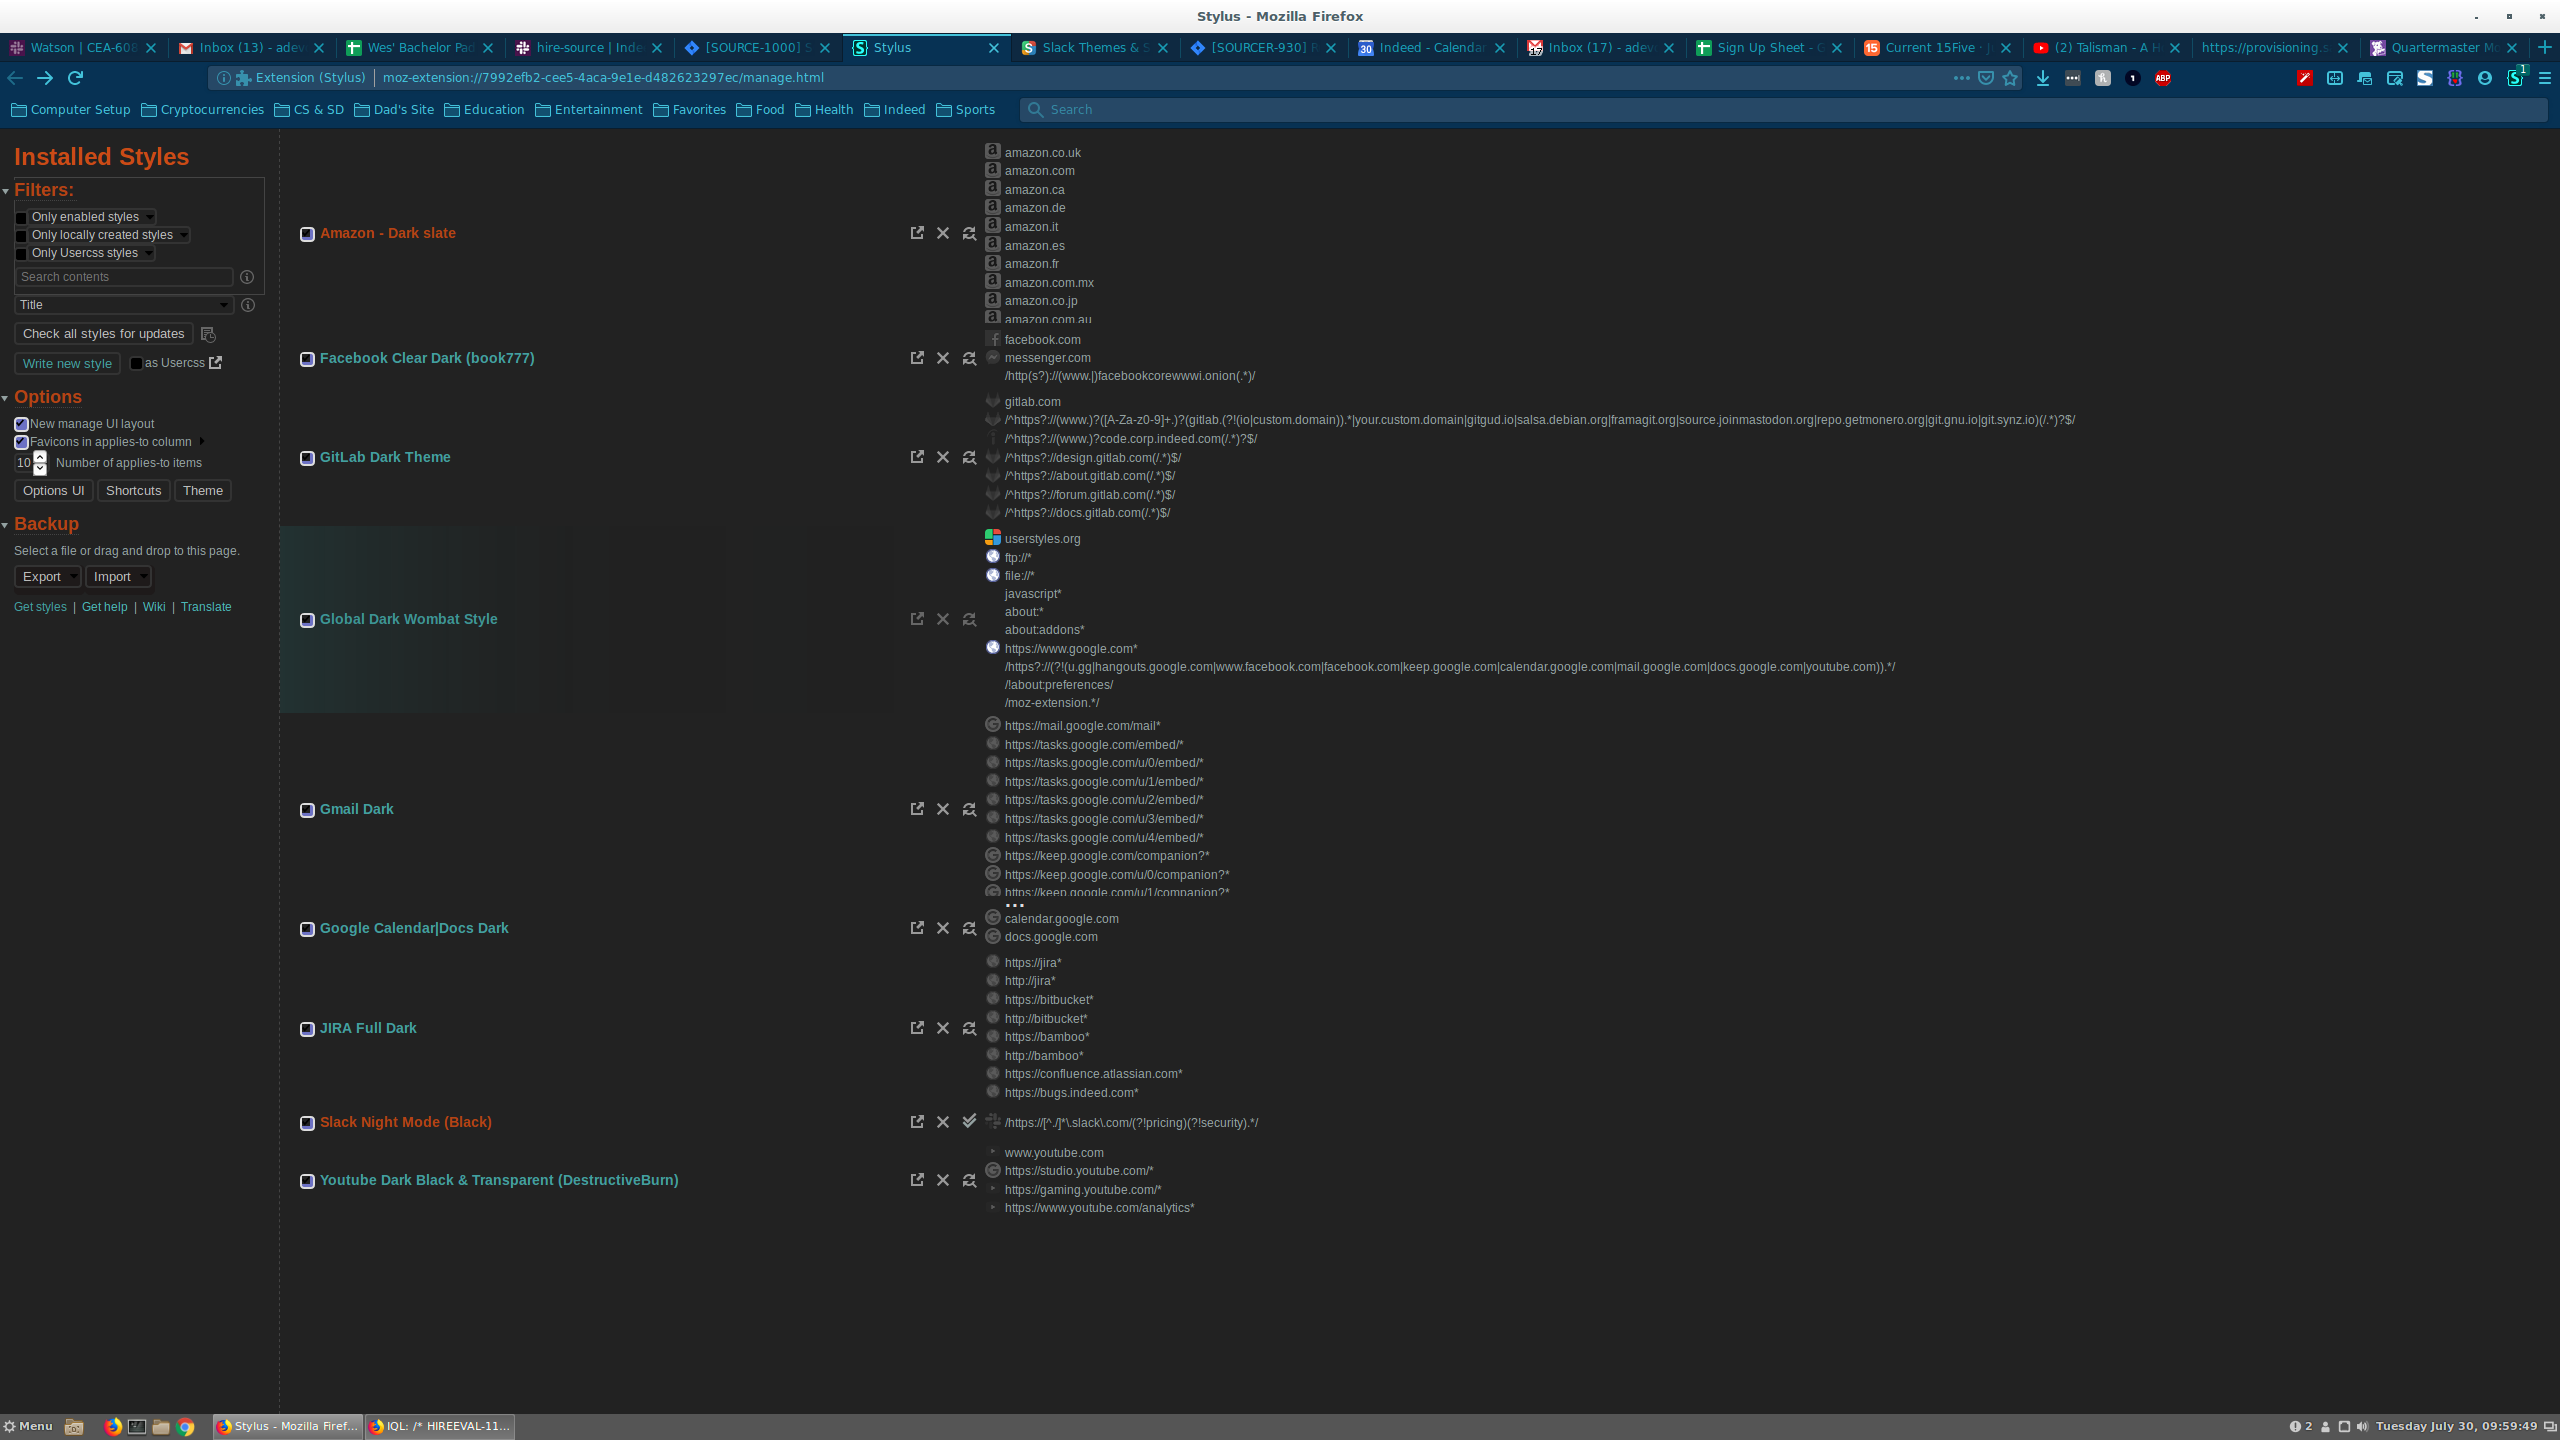 Stylus - Mozilla Firefox
Watson | CEA-608
Inbox (13) - adev
Wes' Bachelor Pad
hire-source | Inde
[SOURCE-1000] S
Stylus
Slack Themes & S
[SOURCER-930] R
Indeed - Calendar
Inbox (17) - adev
Sign Up Sheet - G
Current 15Five ·
(2) Talisman - A H
https://provisioning.s
Quartermaster Mo
Extension (Stylus)
moz-extension://7992efb2-cee5-4aca-9e1e-d482623297ec/manage.html
Computer Setup
Cryptocurrencies
CS & SD
Dad's Site
Education
Entertainment
Favorites
Food
Health
Indeed
Sports
Search
Installed Styles
Filters:
Only enabled styles
Only locally created styles
Only Usercss styles
Search contents
Title
Check all styles for updates
Write new style
as Usercss
Options
New manage UI layout
Favicons in applies-to column
10 Number of applies-to items
Options UI
Shortcuts
Theme
Backup
Select a file or drag and drop to this page.
Export
Import
Get styles | Get help | Wiki | Translate
Amazon - Dark slate
amazon.co.uk
amazon.com
amazon.ca
amazon.de
amazon.it
amazon.es
amazon.fr
amazon.com.mx
amazon.co.jp
amazon.com.au
Facebook Clear Dark (book777)
facebook.com
messenger.com
/http(s?)://(www.|)facebookcorewwwi.onion(.*)/
GitLab Dark Theme
gitlab.com
/^https?://(www.)?([A-Za-z0-9]+.)?(gitlab.(?!(io|custom.domain)).*|your.custom.domain|gitgud.io|salsa.debian.org|framagit.org|source.joinmastodon.org|repo.getmonero.org|git.gnu.io|git.synz.io)(/.*)?$/
/^https?://(www.)?code.corp.indeed.com(/.*)?$/
/^https?://design.gitlab.com(/.*)$/
/^https?://about.gitlab.com(/.*)$/
/^https?://forum.gitlab.com(/.*)$/
/^https?://docs.gitlab.com(/.*)$/
Global Dark Wombat Style
userstyles.org
ftp://*
file://*
javascript*
about:*
about:addons*
https://www.google.com*
/https?://(?!(u.gg|hangouts.google.com|www.facebook.com|facebook.com|keep.google.com|calendar.google.com|mail.google.com|docs.google.com|youtube.com)).*/
/!about:preferences/
/moz-extension.*/
Gmail Dark
https://mail.google.com/mail*
https://tasks.google.com/embed/*
https://tasks.google.com/u/0/embed/*
https://tasks.google.com/u/1/embed/*
https://tasks.google.com/u/2/embed/*
https://tasks.google.com/u/3/embed/*
https://tasks.google.com/u/4/embed/*
https://keep.google.com/companion?*
https://keep.google.com/u/0/companion?*
https://keep.google.com/u/1/companion?*
...
Google Calendar|Docs Dark
calendar.google.com
docs.google.com
JIRA Full Dark
https://jira*
http://jira*
https://bitbucket*
http://bitbucket*
https://bamboo*
http://bamboo*
https://confluence.atlassian.com*
https://bugs.indeed.com*
Slack Night Mode (Black)
/https://[^./]*\.slack\.com/(?!pricing)(?!security).*/
Youtube Dark Black & Transparent (DestructiveBurn)
www.youtube.com
https://studio.youtube.com/*
https://gaming.youtube.com/*
https://www.youtube.com/analytics*
Menu
Stylus - Mozilla Firef...
IQL: /* HIREEVAL-11...
2
Tuesday July 30, 09:59:49